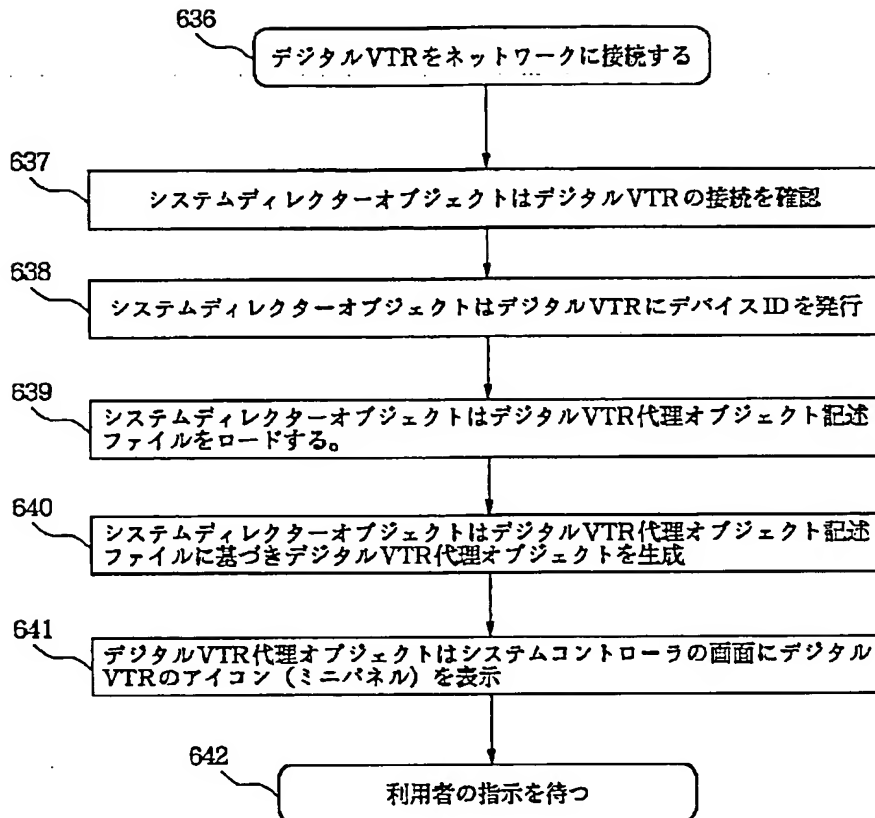 636
デジタルVTRをネットワークに接続する
637
システムディレクターオブジェクトはデジタルVTRの接続を確認
638
システムディレクターオブジェクトはデジタルVTRにデバイスIDを発行
639
システムディレクターオブジェクトはデジタルVTR代理オブジェクト記述
ファイルをロードする。
640
システムディレクターオブジェクトはデジタルVTR代理オブジェクト記述
ファイルに基づきデジタルVTR代理オブジェクトを生成
641
デジタルVTR代理オブジェクトはシステムコントローラの画面にデジタル
VTRのアイコン（ミニパネル）を表示
642
利用者の指示を待つ